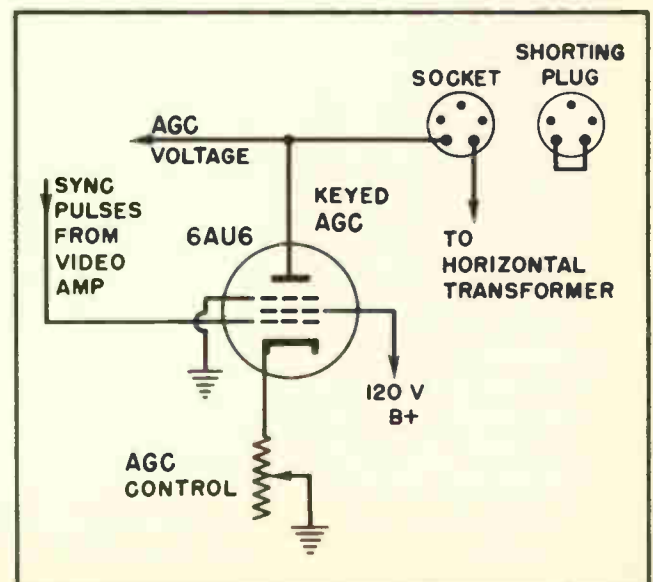 SHORTING
PLUG
SOCKET
AGC
VOLTAGE
SYNC
PULSES
FROM
VIDEO
AMP
KEYED
AGC
6AU6
TO
HORIZONTAL
TRANSFORMER
120 V
B+
AGC
CONTROL